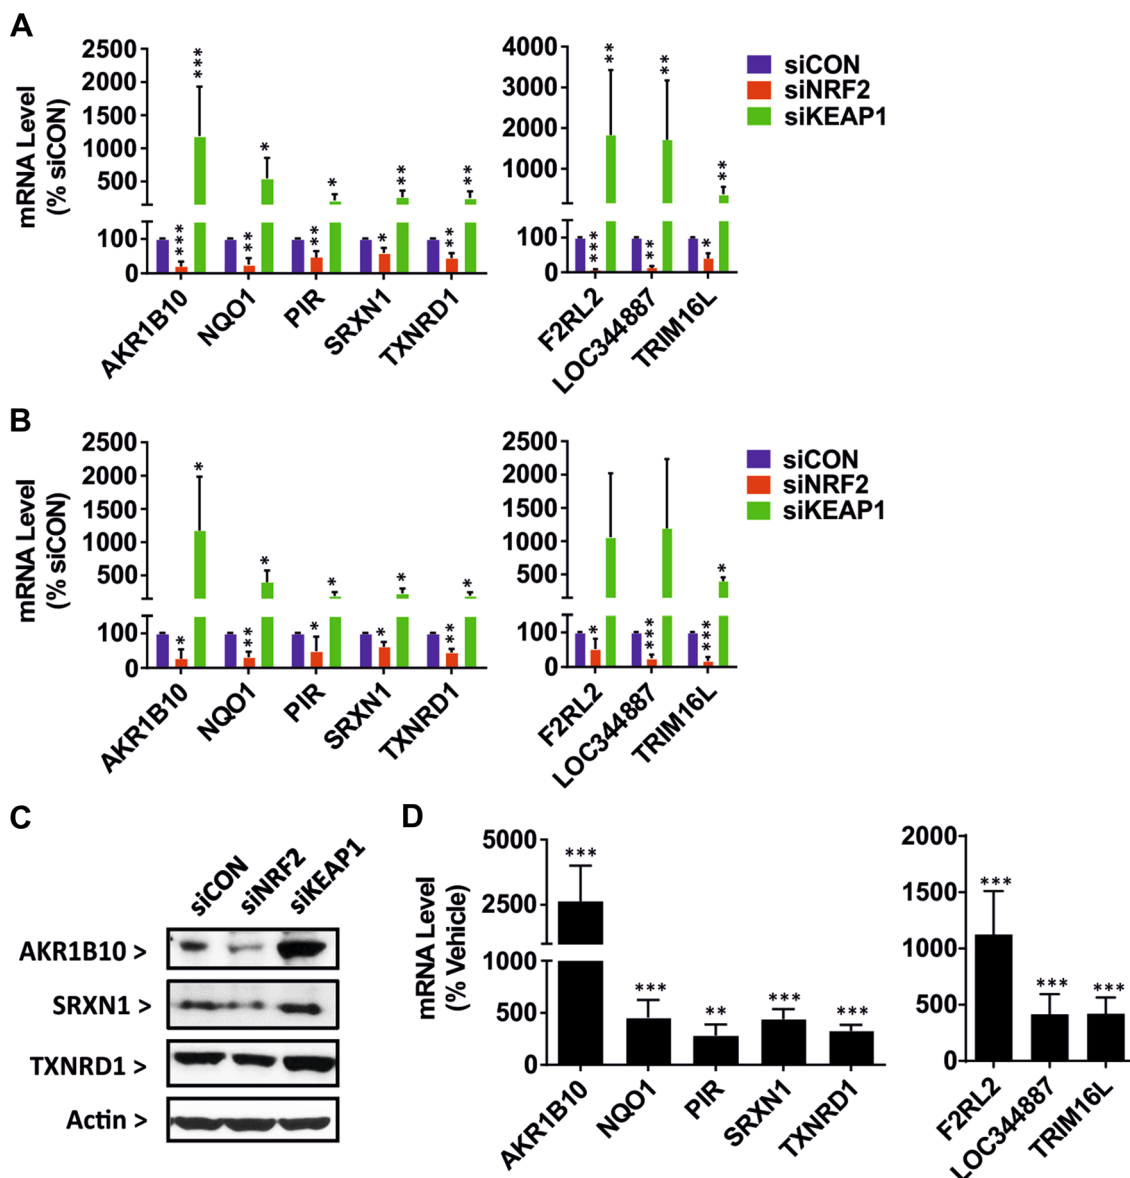 A
mRNA Level
(% siCON)
2500
2000
1500
1000
500
100
0
***
***
*
**
*
**
**
*
**
**
AKR1B10
NQO1
PIR
SRXN1
TXNRD1
4000
3000
2000
1000
100
0
**
***
**
**
**
*
F2RL2
LOC344887
TRIM16L
siCON
siNRF2
siKEAP1
B
mRNA Level
(% siCON)
2500
2000
1500
1000
500
100
0
*
*
*
**
*
*
*
*
*
**
AKR1B10
NQO1
PIR
SRXN1
TXNRD1
2500
2000
1500
1000
500
100
0
*
***
*
***
F2RL2
LOC344887
TRIM16L
siCON
siNRF2
siKEAP1
C
siCON
siNRF2
siKEAP1
AKR1B10 >
SRXN1 >
TXNRD1 >
Actin >
D
mRNA Level
(% Vehicle)
5000
2500
1000
500
0
***
***
**
***
***
AKR1B10
NQO1
PIR
SRXN1
TXNRD1
2000
1500
1000
500
0
***
***
***
F2RL2
LOC344887
TRIM16L